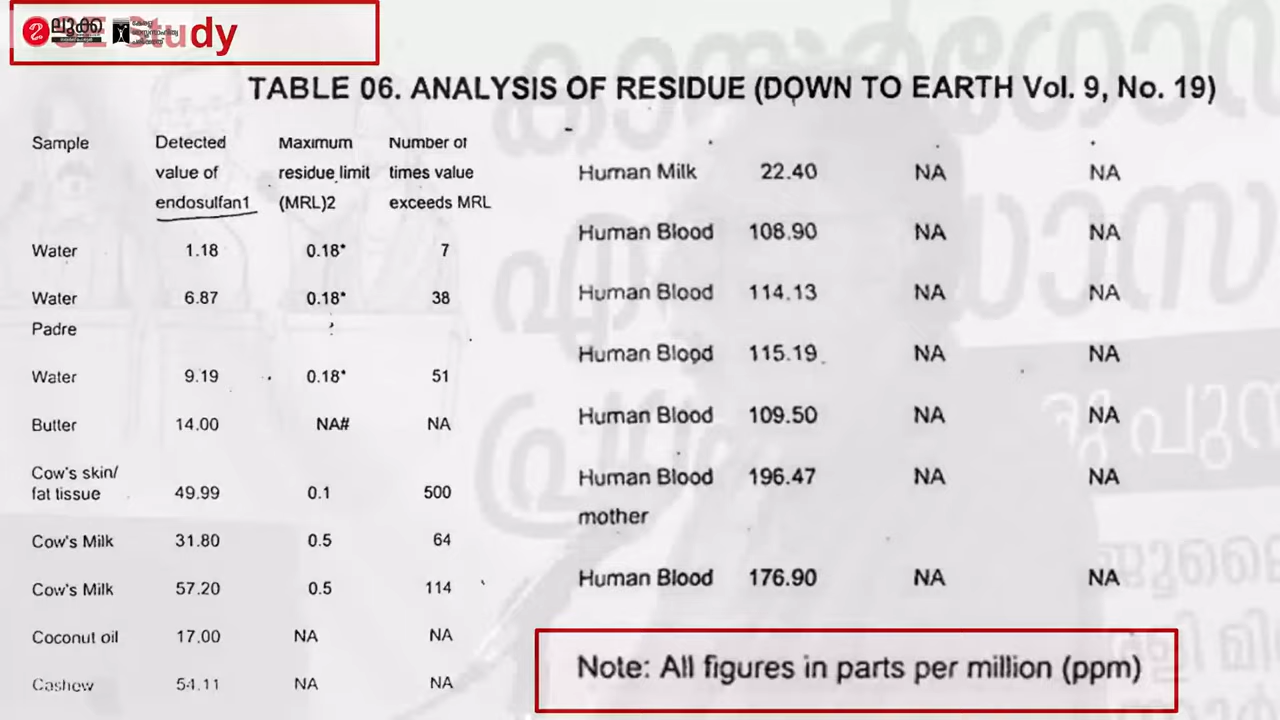 ലൂക്ക
Study
TABLE 06. ANALYSIS OF RESIDUE (DOWN TO EARTH Vol. 9, No. 19)
Sample Detected value of endosulfan1 Maximum residue limit (MRL)2 Number of times value exceeds MRL
Water 1.18 0.18* 7
Water 6.87 0.18* 38
Padre
Water 9.19 0.18* 51
Butter 14.00 NA# NA
Cow's skin/
fat tissue 49.99 0.1 500
Cow's Milk 31.80 0.5 64
Cow's Milk 57.20 0.5 114
Coconut oil 17.00 NA NA
Cashew 54.11 NA NA
Human Milk 22.40 NA NA
Human Blood 108.90 NA NA
Human Blood 114.13 NA NA
Human Blood 115.19 NA NA
Human Blood 109.50 NA NA
Human Blood 196.47 NA NA
mother
Human Blood 176.90 NA NA
Note: All figures in parts per million (ppm)